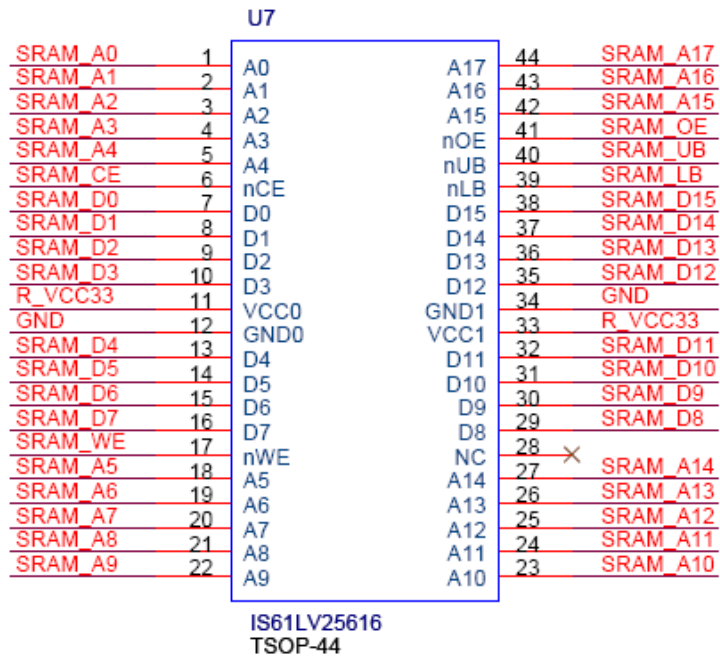 U7
SRAM_A0 1 A0 A17 44 SRAM_A17
SRAM_A1 2 A1 A16 43 SRAM_A16
SRAM_A2 3 A2 A15 42 SRAM_A15
SRAM_A3 4 A3 nOE 41 SRAM_OE
SRAM_A4 5 A4 nUB 40 SRAM_UB
SRAM_CE 6 nCE nLB 39 SRAM_LB
SRAM_D0 7 D0 D15 38 SRAM_D15
SRAM_D1 8 D1 D14 37 SRAM_D14
SRAM_D2 9 D2 D13 36 SRAM_D13
SRAM_D3 10 D3 D12 35 SRAM_D12
R_VCC33 11 VCC0 GND1 34 GND
GND 12 GND0 VCC1 33 R_VCC33
SRAM_D4 13 D4 D11 32 SRAM_D11
SRAM_D5 14 D5 D10 31 SRAM_D10
SRAM_D6 15 D6 D9 30 SRAM_D9
SRAM_D7 16 D7 D8 29 SRAM_D8
SRAM_WE 17 nWE NC 28
SRAM_A5 18 A5 A14 27 SRAM_A14
SRAM_A6 19 A6 A13 26 SRAM_A13
SRAM_A7 20 A7 A12 25 SRAM_A12
SRAM_A8 21 A8 A11 24 SRAM_A11
SRAM_A9 22 A9 A10 23 SRAM_A10
IS61LV25616
TSOP-44